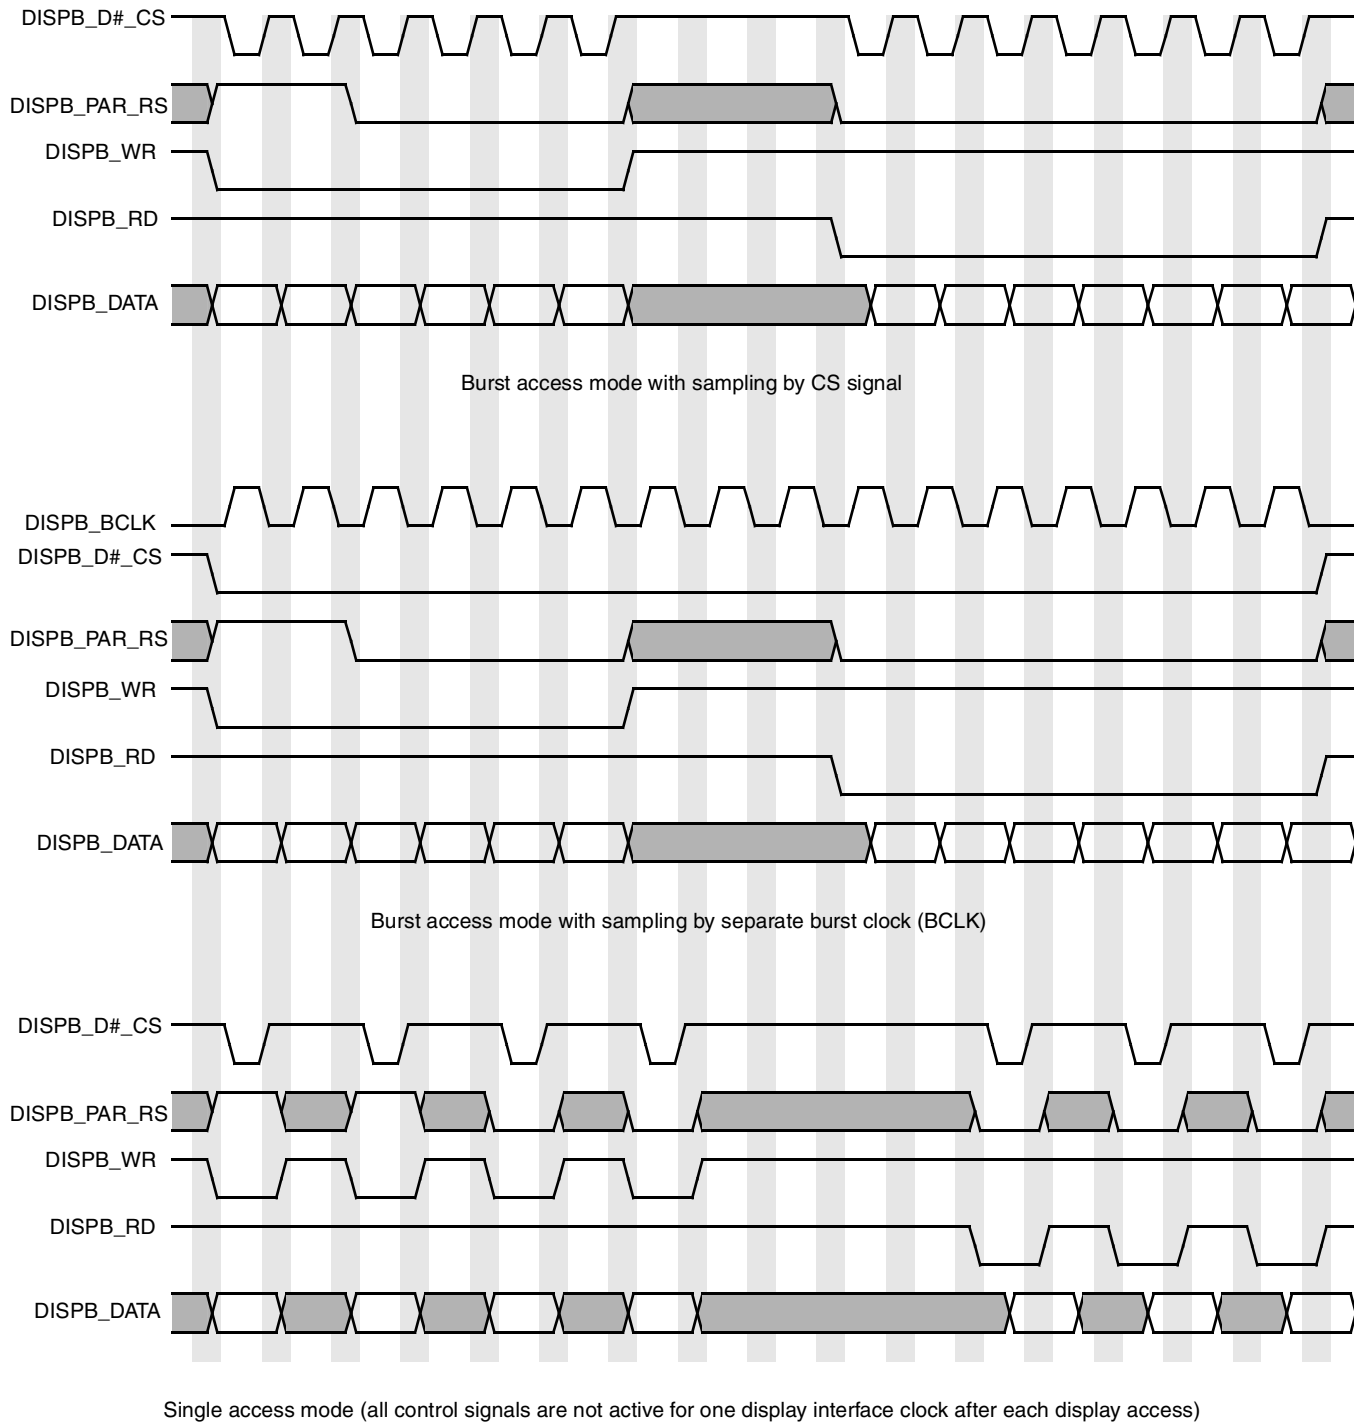 DISPB_D#_CS
DISPB_PAR_RS
DISPB_WR
DISPB_RD
DISPB_DATA
Burst access mode with sampling by CS signal
DISPB_BCLK
DISPB_D#_CS
DISPB_PAR_RS
DISPB_WR
DISPB_RD
DISPB_DATA
Burst access mode with sampling by separate burst clock (BCLK)
DISPB_D#_CS
DISPB_PAR_RS
DISPB_WR
DISPB_RD
DISPB_DATA
Single access mode (all control signals are not active for one display interface clock after each display access)